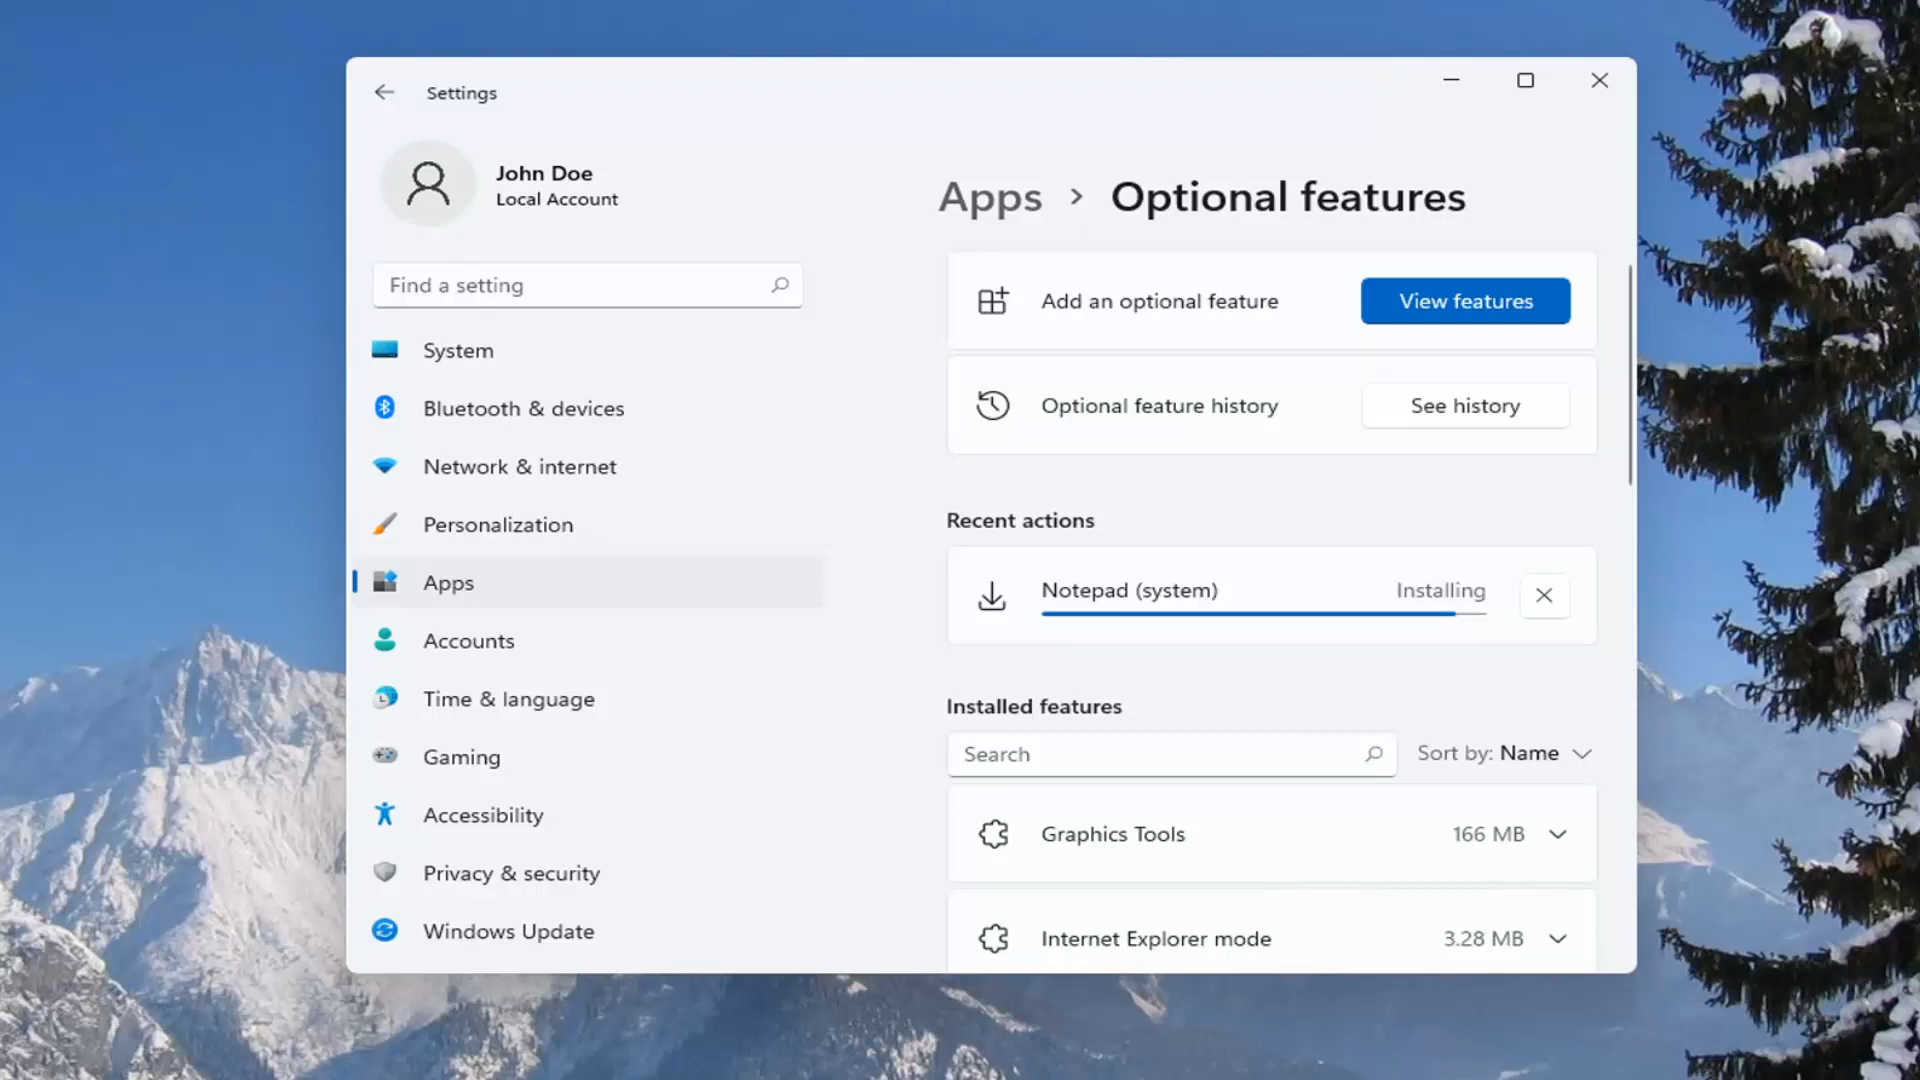 Settings
John Doe
Local Account
Find a setting
System
Bluetooth & devices
Network & internet
Personalization
Apps
Accounts
Time & language
Gaming
Accessibility
Privacy & security
Windows Update
Apps > Optional features
Add an optional feature
View features
Optional feature history
See history
Recent actions
Notepad (system)
Installing
Installed features
Search
Sort by: Name
Graphics Tools
166 MB
Internet Explorer mode
3.28 MB